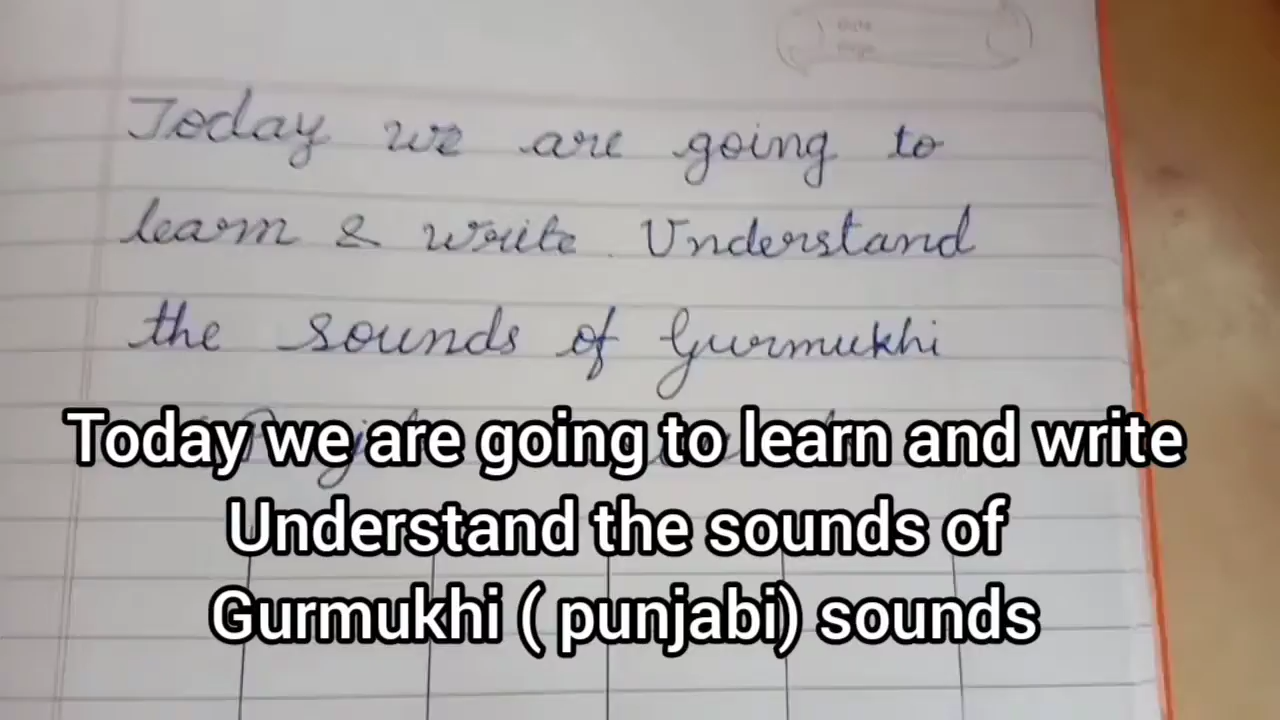 Today we are going to
learn & write Understand
the sounds of Gurmukhi
Today we are going to learn and write
Understand the sounds of
Gurmukhi ( punjabi) sounds